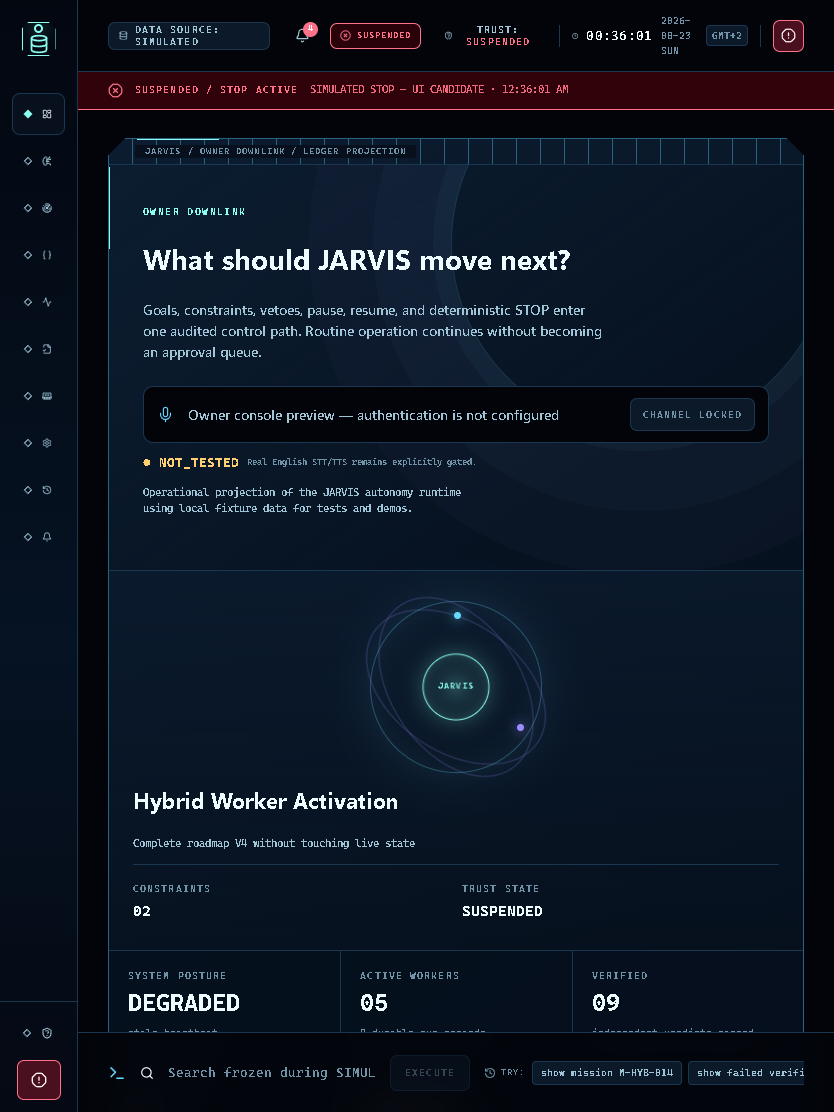 DATA SOURCE:
SIMULATED
4
SUSPENDED
TRUST:
SUSPENDED
00:36:01
2026-
08-23
SUN
GMT+2
SUSPENDED / STOP ACTIVE SIMULATED STOP — UI CANDIDATE · 12:36:01 AM
JARVIS / OWNER DOWNLINK / LEDGER PROJECTION
OWNER DOWNLINK
What should JARVIS move next?
Goals, constraints, vetoes, pause, resume, and deterministic STOP enter
one audited control path. Routine operation continues without becoming
an approval queue.
Owner console preview — authentication is not configured
CHANNEL LOCKED
NOT_TESTED Real English STT/TTS remains explicitly gated.
Operational projection of the JARVIS autonomy runtime
using local fixture data for tests and demos.
JARVIS
Hybrid Worker Activation
Complete roadmap V4 without touching live state
CONSTRAINTS
02
TRUST STATE
SUSPENDED
SYSTEM POSTURE
DEGRADED
ACTIVE WORKERS
05
VERIFIED
09
Search frozen during SIMUL
EXECUTE
TRY:
show mission M-HYB-014
show failed verifi